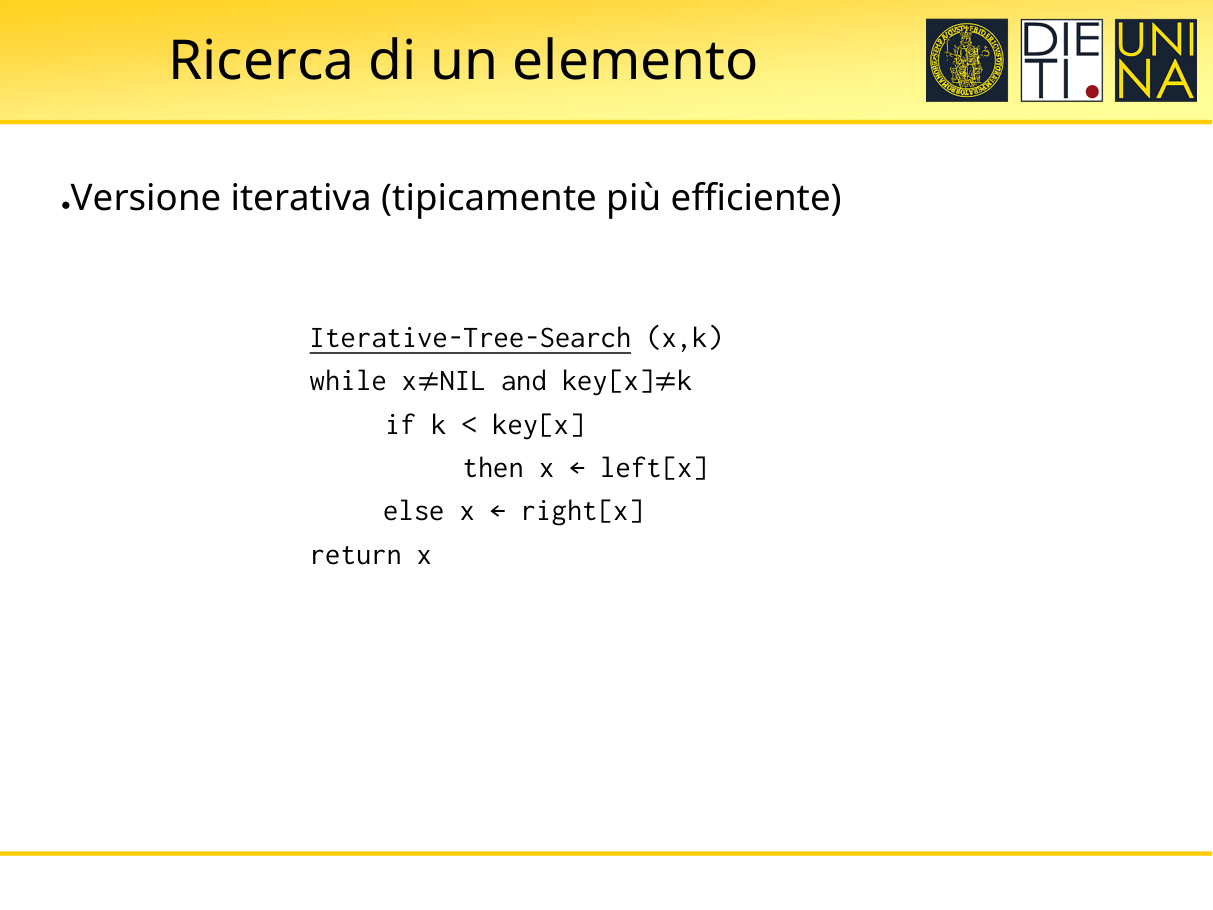 Ricerca di un elemento
DIE
TI.
UNI
NA
•Versione iterativa (tipicamente più efficiente)
Iterative-Tree-Search (x,k)
while x≠NIL and key[x]≠k
if k < key[x]
then x ← left[x]
else x ← right[x]
return x